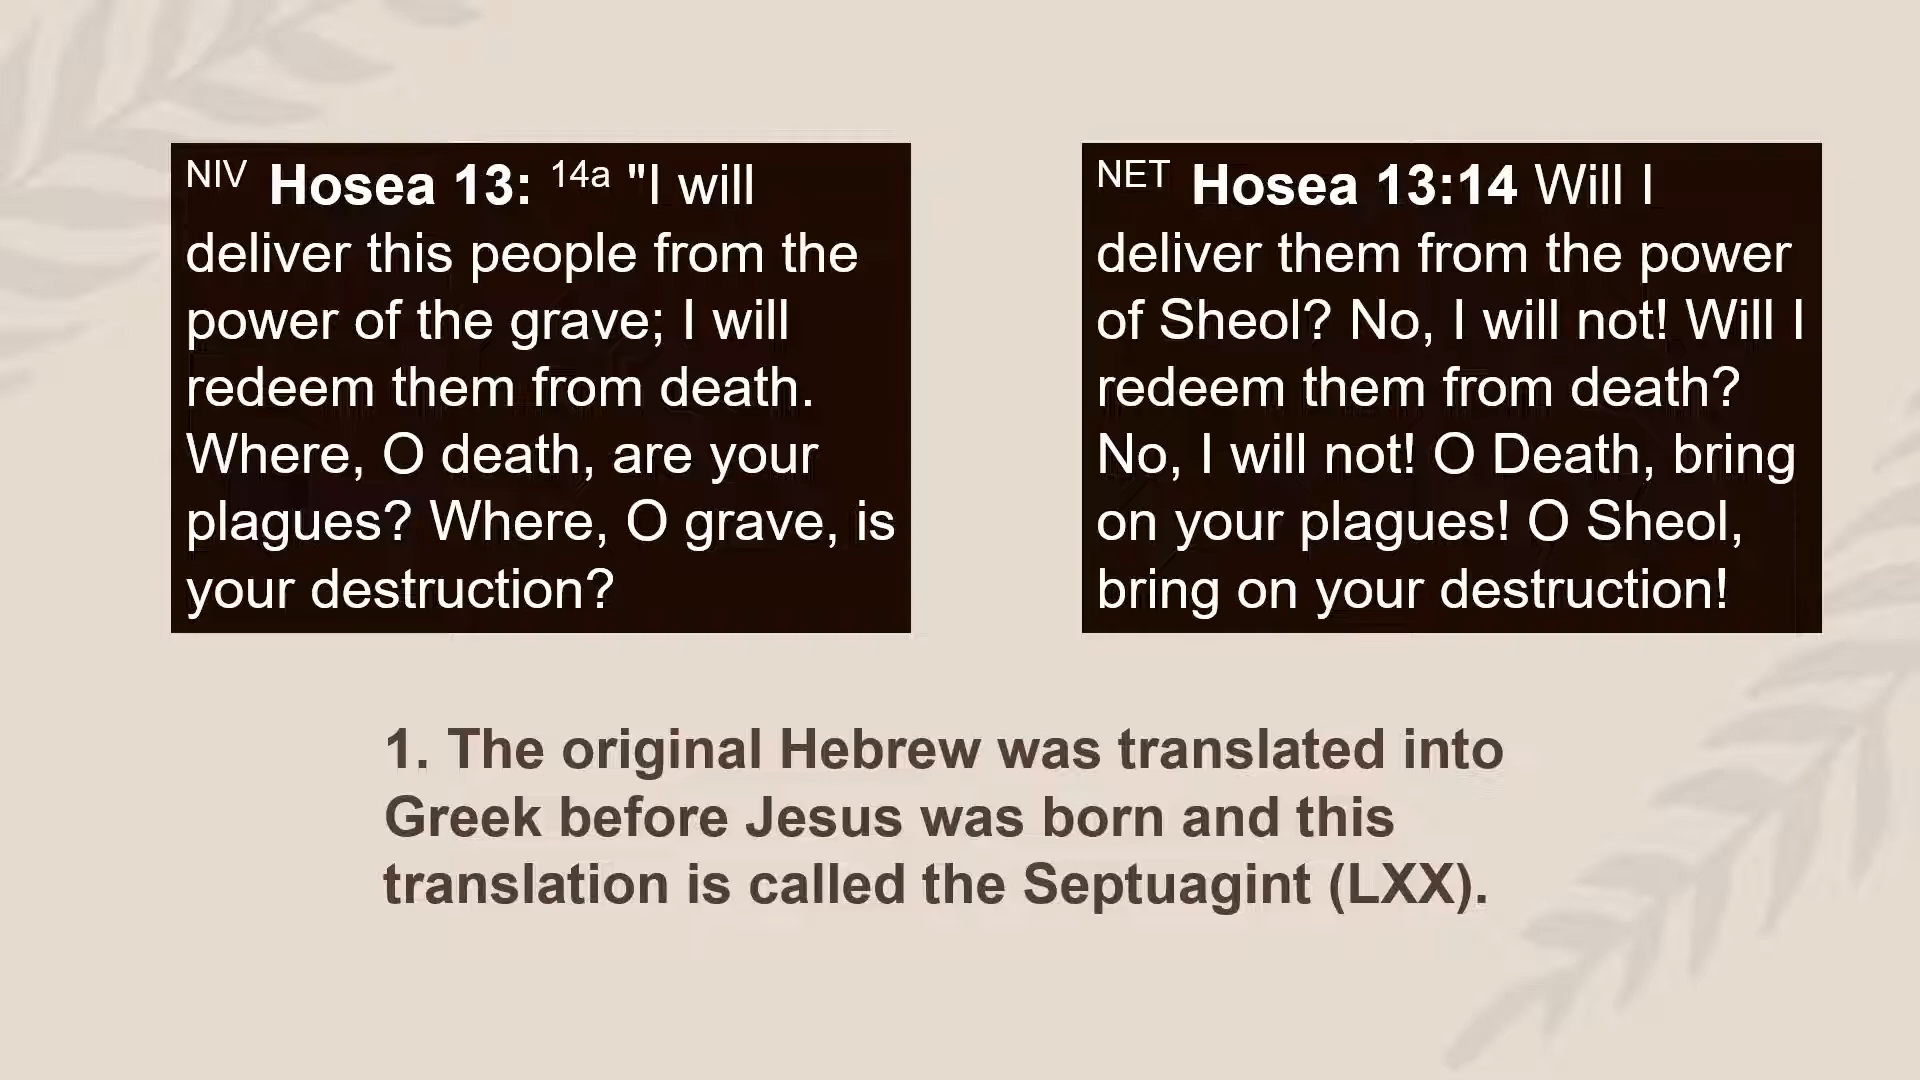 NIV Hosea 13: 14a "I will
deliver this people from the
power of the grave; I will
redeem them from death.
Where, O death, are your
plagues? Where, O grave, is
your destruction?
NET Hosea 13:14 Will I
deliver them from the power
of Sheol? No, I will not! Will I
redeem them from death?
No, I will not! O Death, bring
on your plagues! O Sheol,
bring on your destruction!
1. The original Hebrew was translated into
Greek before Jesus was born and this
translation is called the Septuagint (LXX).